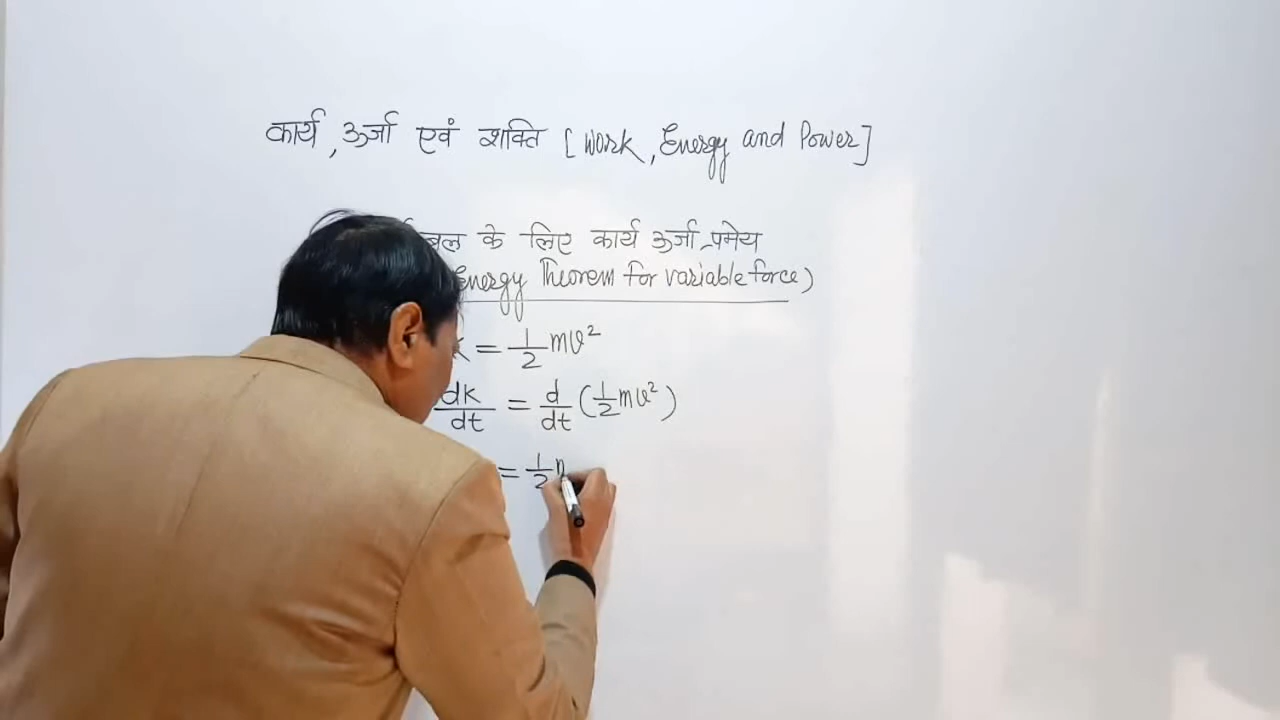 कार्य, ऊर्जा एवं शक्ति [Work, Energy and Power]
बल के लिए कार्य ऊर्जा प्रमेय
Energy Theorem for variable force)
K = 1/2 mv²
dk/dt = d/dt (1/2 mv²)
= 1/2